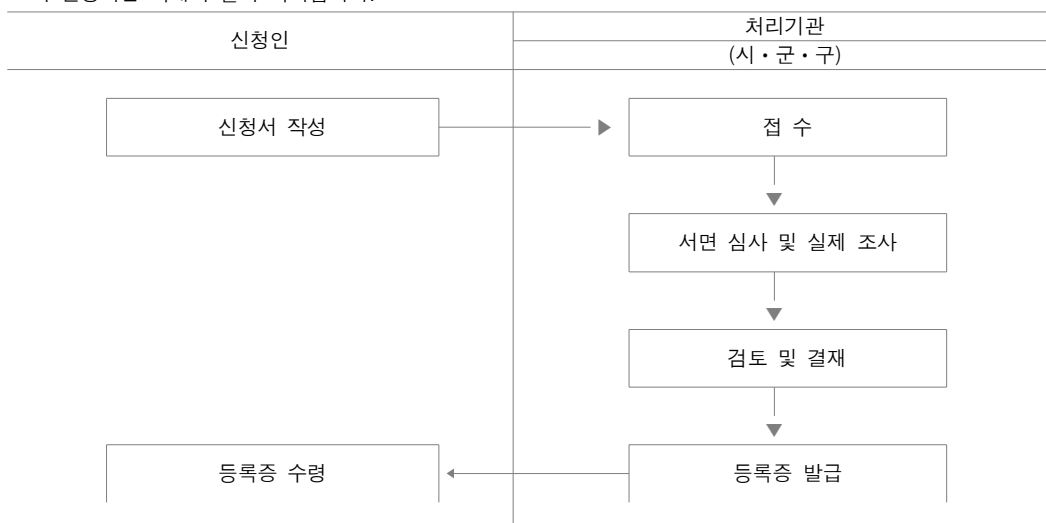 신청인
처리기관
(시・군・구)
신청서 작성
접 수
서면 심사 및 실제 조사
검토 및 결재
등록증 수령
등록증 발급